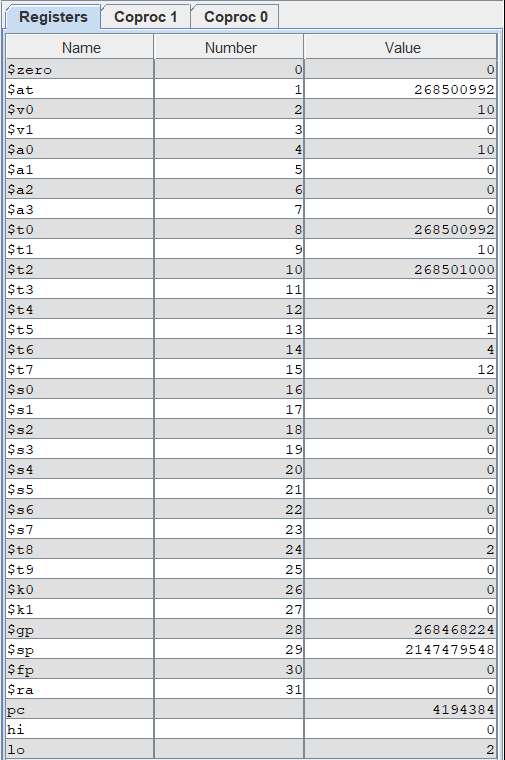 Registers Coproc 1 Coproc 0
Name Number Value
$zero 0 0
$at 1 268500992
$v0 2 10
$v1 3 0
$a0 4 10
$a1 5 0
$a2 6 0
$a3 7 0
$t0 8 268500992
$t1 9 10
$t2 10 268501000
$t3 11 3
$t4 12 2
$t5 13 1
$t6 14 4
$t7 15 12
$s0 16 0
$s1 17 0
$s2 18 0
$s3 19 0
$s4 20 0
$s5 21 0
$s6 22 0
$s7 23 0
$t8 24 2
$t9 25 0
$k0 26 0
$k1 27 0
$gp 28 268468224
$sp 29 2147479548
$fp 30 0
$ra 31 0
pc 4194384
hi 0
lo 2